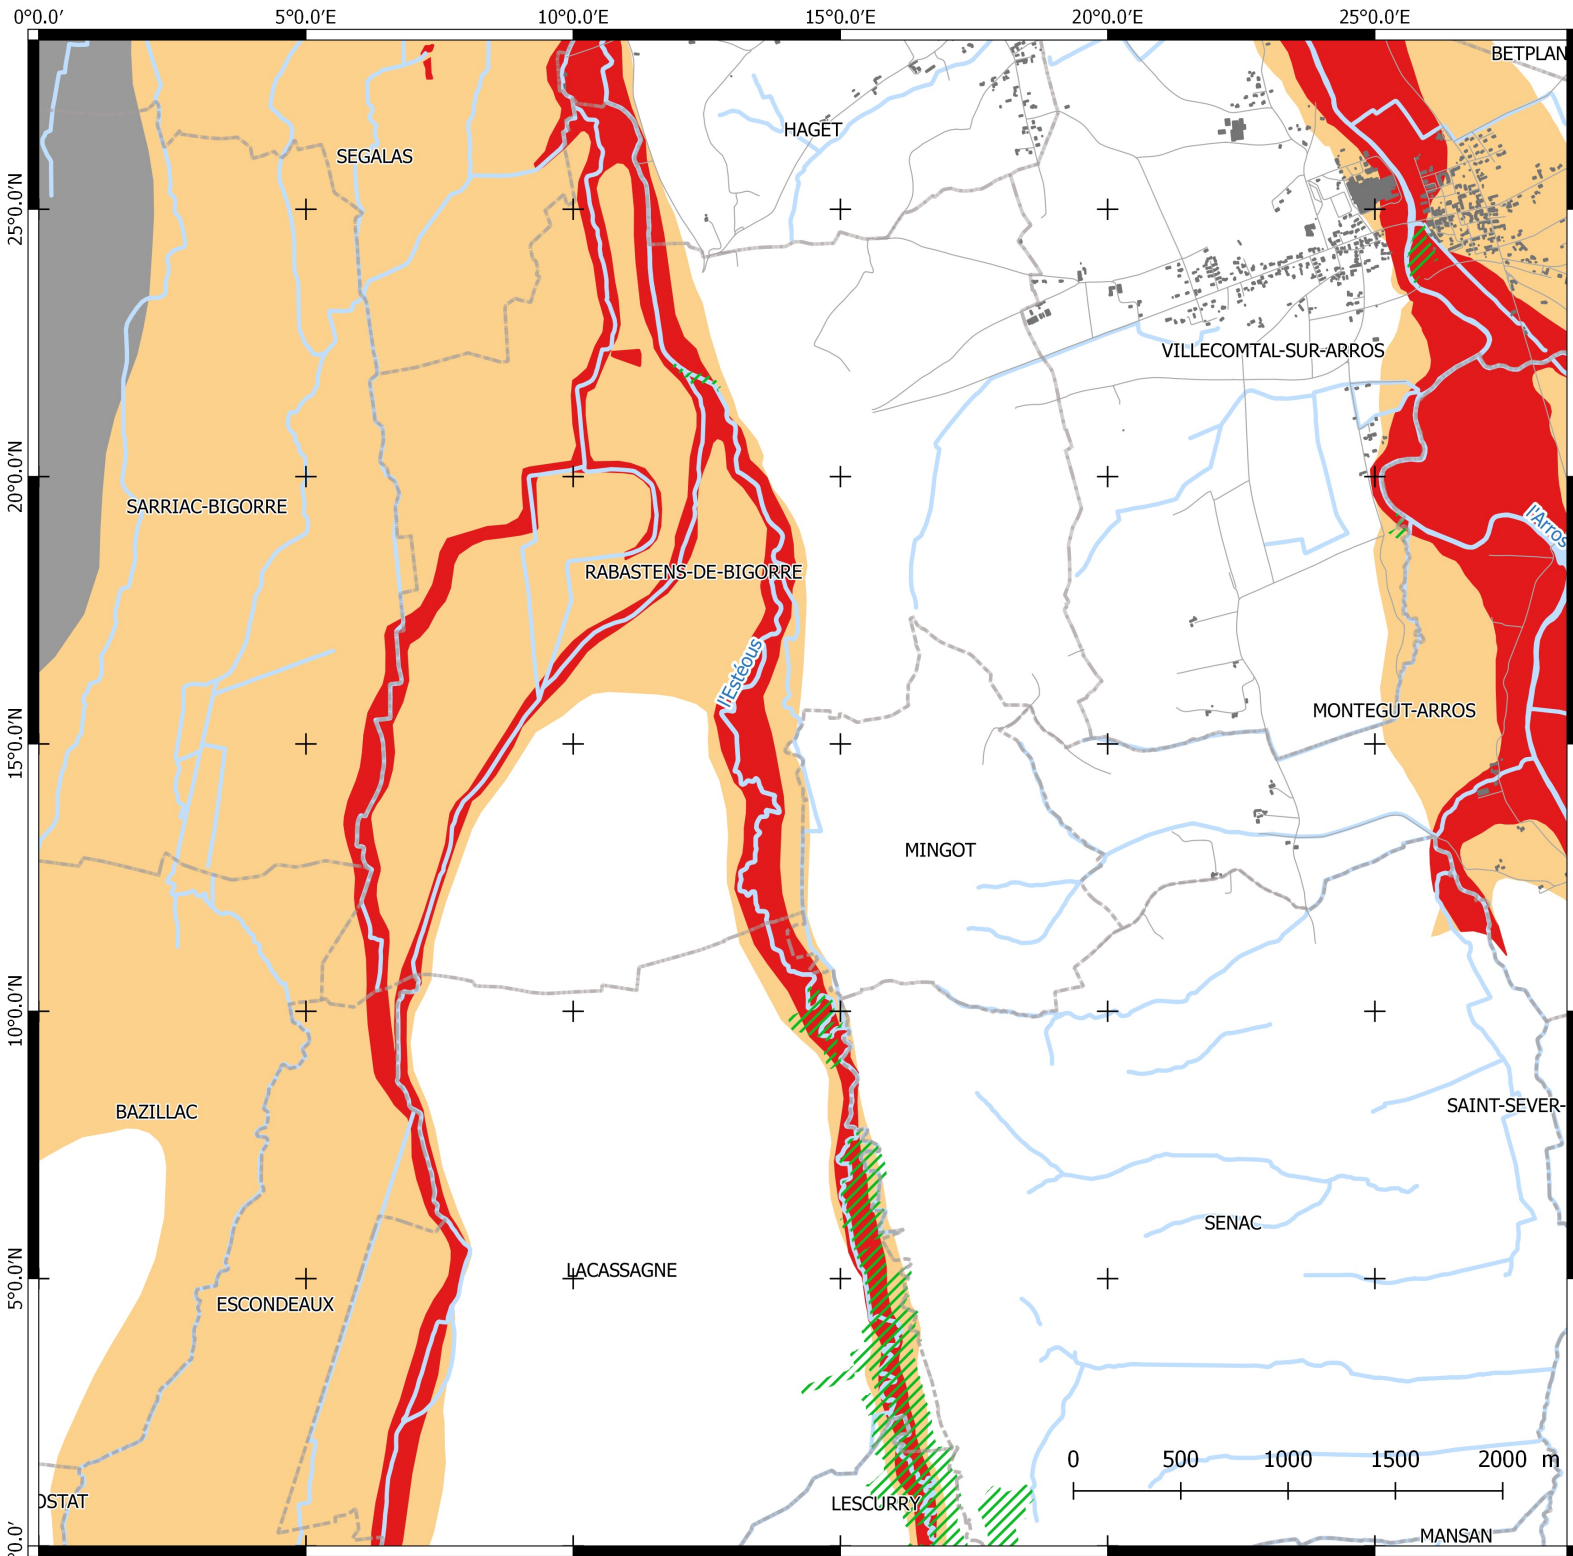 0°0.0′ 5°0.0′E 10°0.0′E 15°0.0′E 20°0.0′E 25°0.0′E
BETPLAN
HAGET
SEGALAS
25°0.0′N
VILLECOMTAL-SUR-ARROS
20°0.0′N
SARRIAC-BIGORRE
l'Arros
RABASTENS-DE-BIGORRE
l'Estéous
MONTEGUT-ARROS
15°0.0′N
MINGOT
10°0.0′N
BAZILLAC
SAINT-SEVER-
SENAC
5°0.0′N
LACASSAGNE
ESCONDEAUX
0 500 1000 1500 2000 m
OSTAT
LESCURRY
MANSAN
0°0.0′